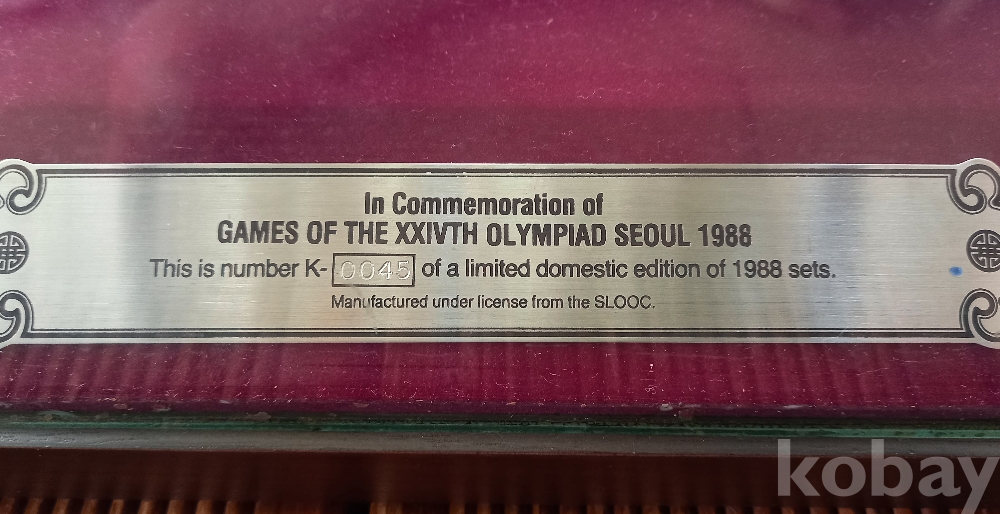 In Commemoration of
GAMES OF THE XXIVTH OLYMPIAD SEOUL 1988
This is number K- 0045 of a limited domestic edition of 1988 sets.
Manufactured under license from the SLOOC.
kobay